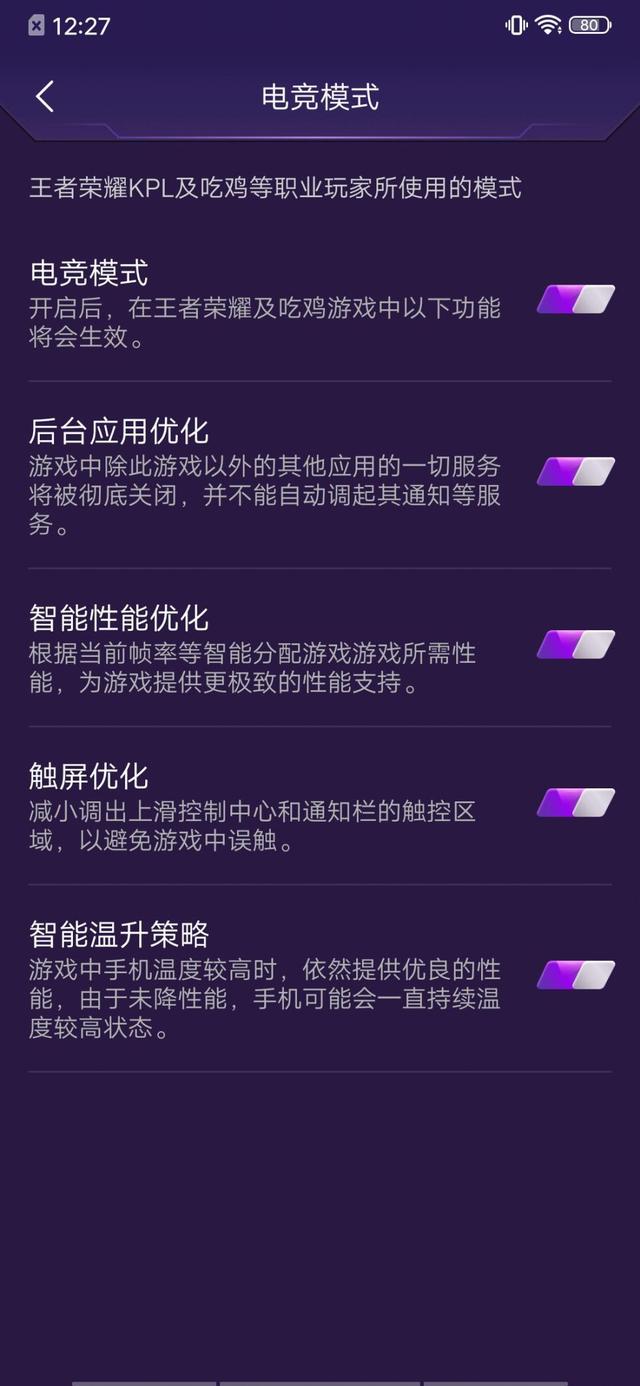 12:27
80
电竞模式
王者荣耀KPL及吃鸡等职业玩家所使用的模式
电竞模式
开启后，在王者荣耀及吃鸡游戏中以下功能
将会生效。
后台应用优化
游戏中除此游戏以外的其他应用的一切服务
将被彻底关闭，并不能自动调起其通知等服
务。
智能性能优化
根据当前帧率等智能分配游戏游戏所需性
能，为游戏提供更极致的性能支持。
触屏优化
减小调出上滑控制中心和通知栏的触控区
域，以避免游戏中误触。
智能温升策略
游戏中手机温度较高时，依然提供优良的性
能，由于未降性能，手机可能会一直持续温
度较高状态。